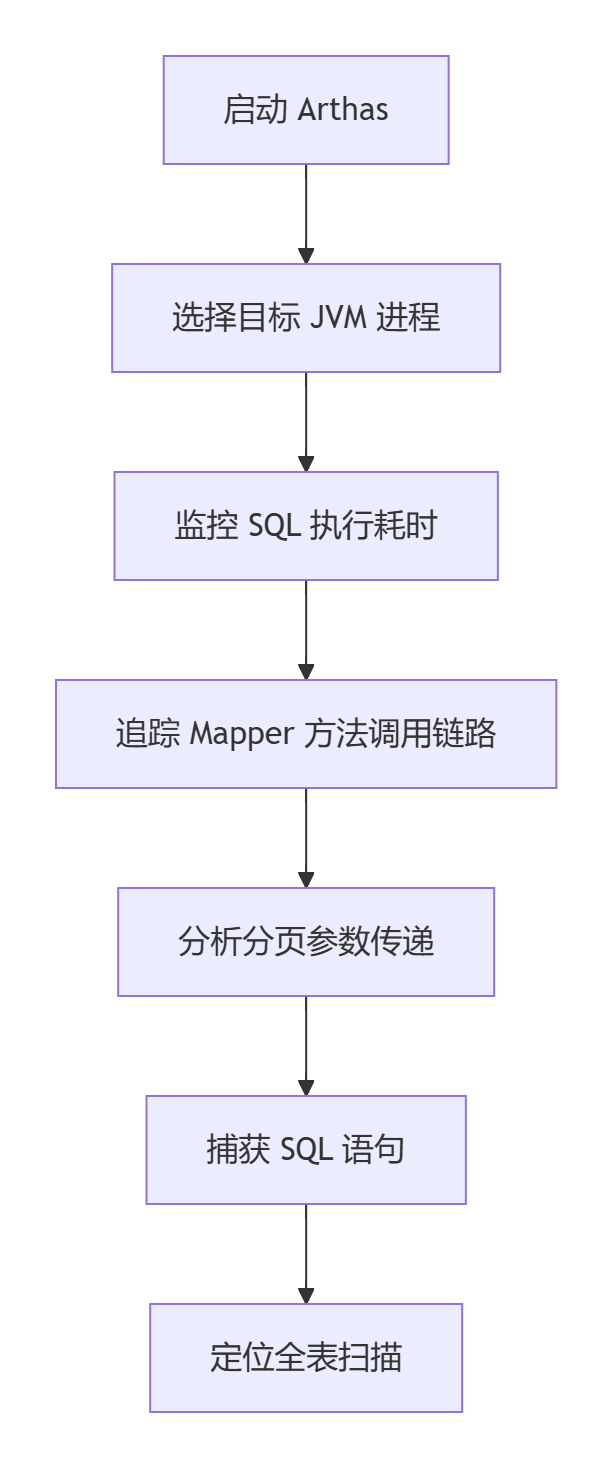 启动 Arthas
选择目标 JVM 进程
监控 SQL 执行耗时
追踪 Mapper 方法调用链路
分析分页参数传递
捕获 SQL 语句
定位全表扫描